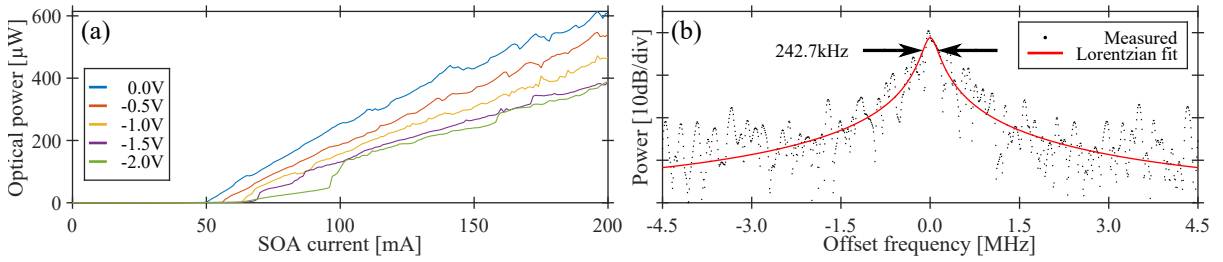 (a)
Optical power [µW]
600
400
200
0
0.0V
-0.5V
-1.0V
-1.5V
-2.0V
0
50
100
150
200
SOA current [mA]
(b)
Power [10dB/div]
242.7kHz
Measured
Lorentzian fit
-4.5
-3.0
-1.5
0.0
1.5
3.0
4.5
Offset frequency [MHz]